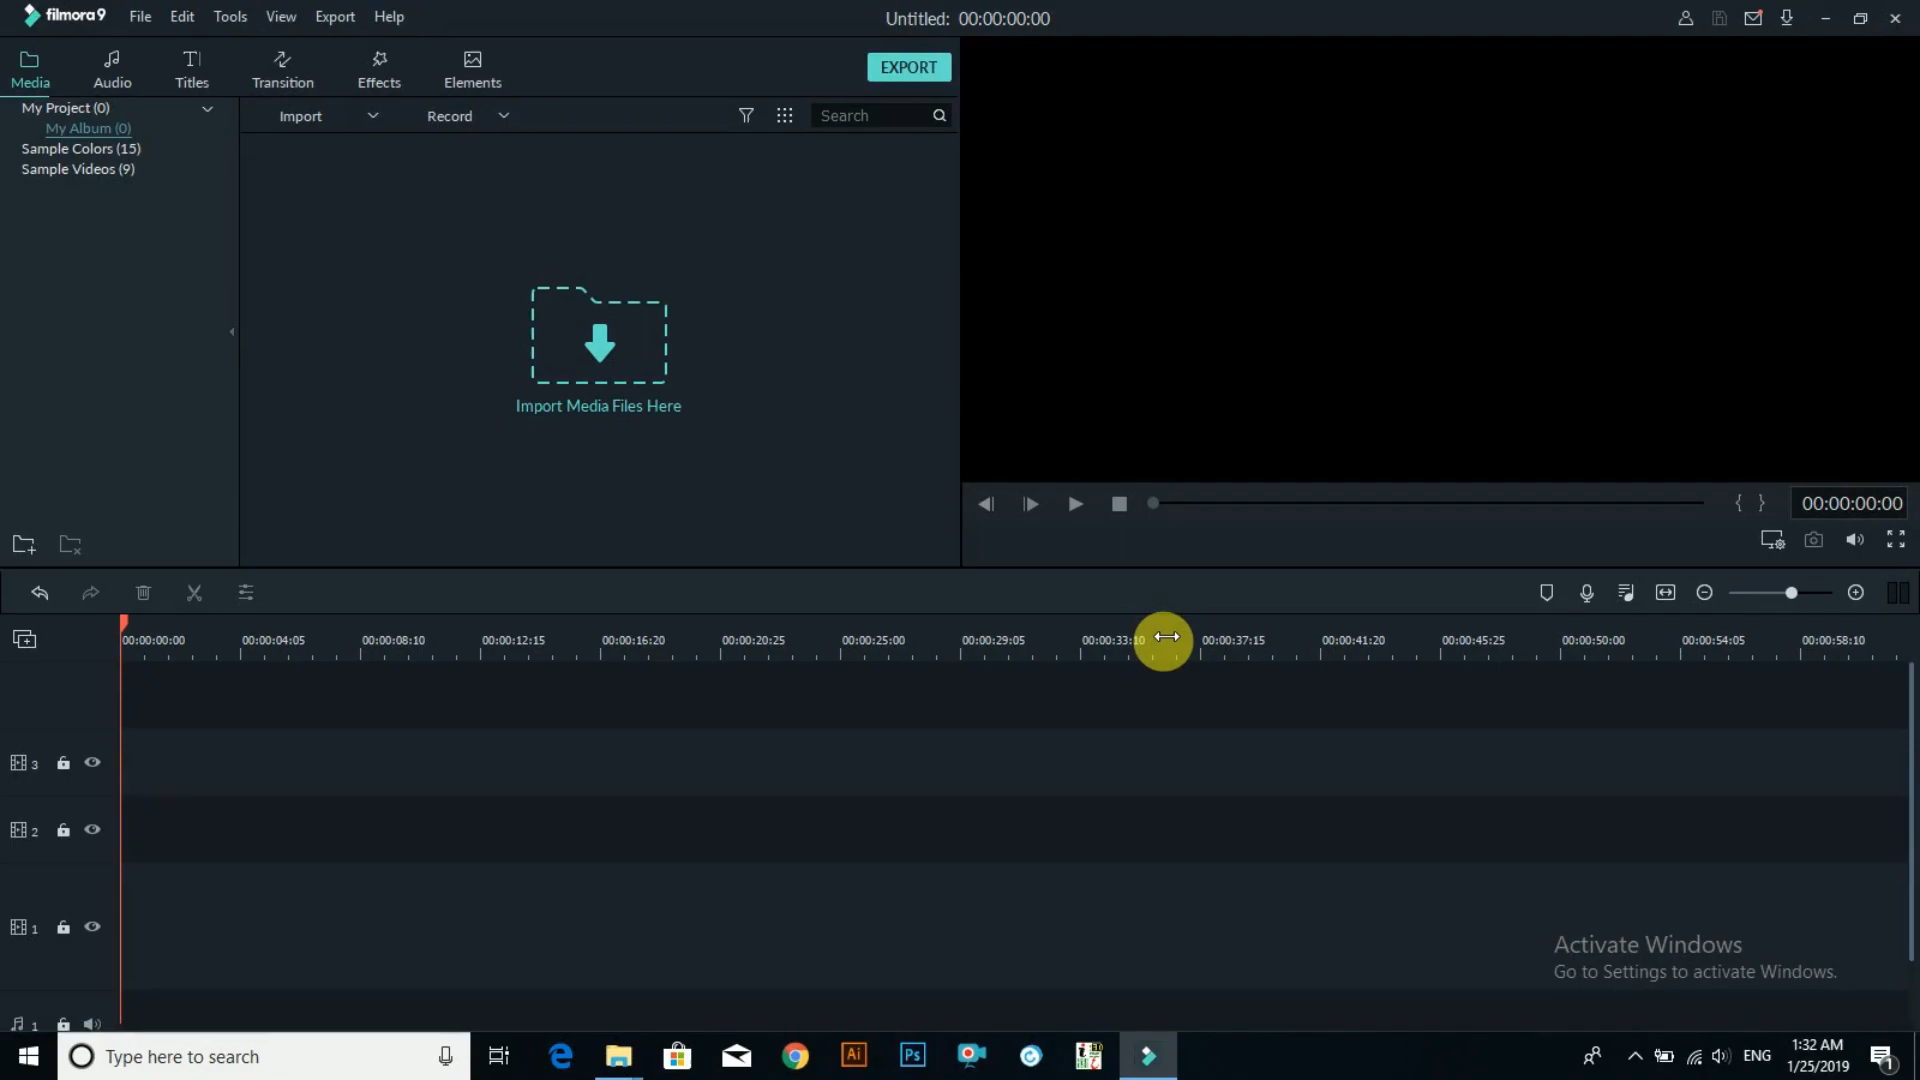 filmora9 File Edit Tools View Export Help Untitled: 00:00:00:00
Media Audio Titles Transition Effects Elements EXPORT
My Project (0)
My Album (0)
Sample Colors (15)
Sample Videos (9)
Import Record Search
Import Media Files Here
{ } 00:00:00:00
00:00:00:00 00:00:04:05 00:00:08:10 00:00:12:15 00:00:16:20 00:00:20:25 00:00:25:00 00:00:29:05 00:00:33:10 00:00:37:15 00:00:41:20 00:00:45:25 00:00:50:00 00:00:54:05 00:00:58:10
3
2
1
1
Activate Windows
Go to Settings to activate Windows.
Type here to search Ai Ps ENG 1:32 AM
1/25/2019 1